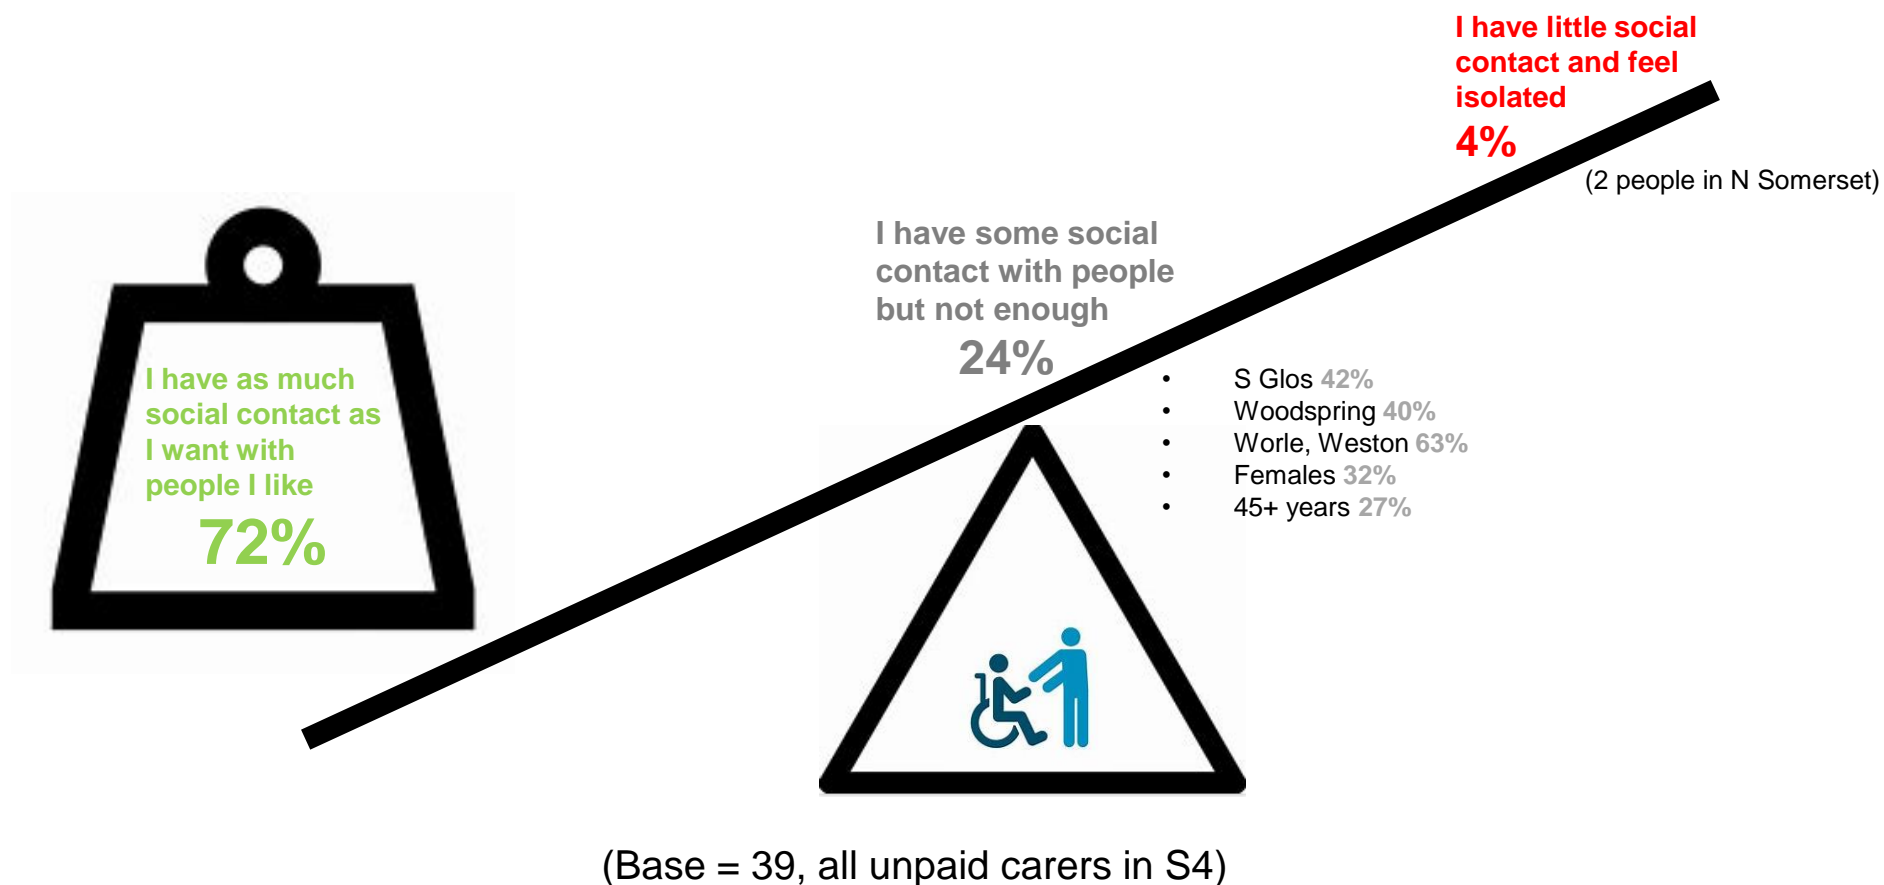 I have little social
contact and feel
isolated
4%
(2 people in N Somerset)
I have some social
contact with people
but not enough
24%
• S Glos 42%
• Woodspring 40%
• Worle, Weston 63%
• Females 32%
• 45+ years 27%
I have as much
social contact as
I want with
people I like
72%
(Base = 39, all unpaid carers in S4)